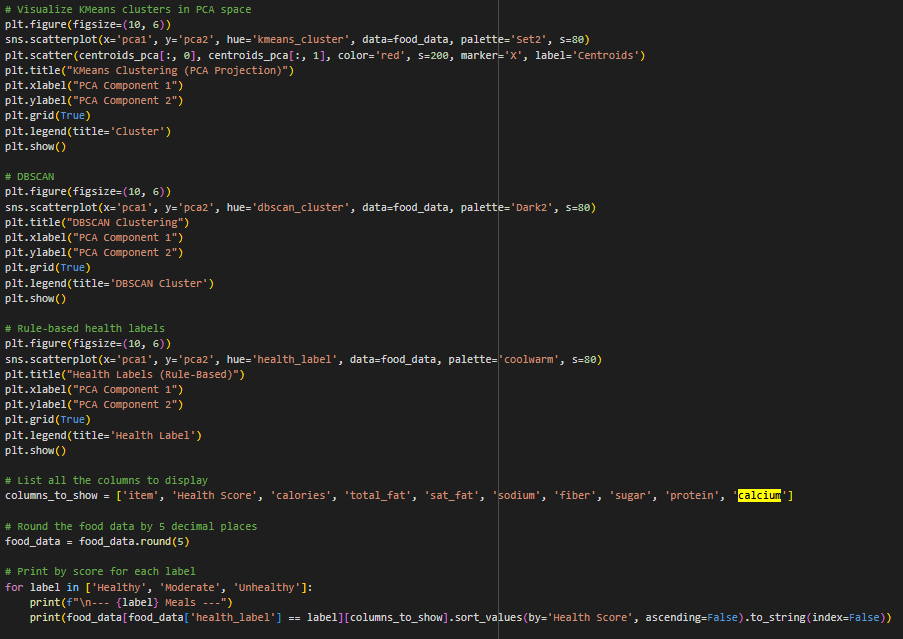 # Visualize KMeans clusters in PCA space
plt.figure(figsize=(10, 6))
sns.scatterplot(x='pca1', y='pca2', hue='kmeans_cluster', data=food_data, palette='Set2', s=80)
plt.scatter(centroids_pca[:, 0], centroids_pca[:, 1], color='red', s=200, marker='X', label='Centroids')
plt.title("KMeans Clustering (PCA Projection)")
plt.xlabel("PCA Component 1")
plt.ylabel("PCA Component 2")
plt.grid(True)
plt.legend(title='Cluster')
plt.show()

# DBSCAN
plt.figure(figsize=(10, 6))
sns.scatterplot(x='pca1', y='pca2', hue='dbscan_cluster', data=food_data, palette='Dark2', s=80)
plt.title("DBSCAN Clustering")
plt.xlabel("PCA Component 1")
plt.ylabel("PCA Component 2")
plt.grid(True)
plt.legend(title='DBSCAN Cluster')
plt.show()

# Rule-based health labels
plt.figure(figsize=(10, 6))
sns.scatterplot(x='pca1', y='pca2', hue='health_label', data=food_data, palette='coolwarm', s=80)
plt.title("Health Labels (Rule-Based)")
plt.xlabel("PCA Component 1")
plt.ylabel("PCA Component 2")
plt.grid(True)
plt.legend(title='Health Label')
plt.show()

# List all the columns to display
columns_to_show = ['item', 'Health Score', 'calories', 'total_fat', 'sat_fat', 'sodium', 'fiber', 'sugar', 'protein', 'calcium']

# Round the food data by 5 decimal places
food_data = food_data.round(5)

# Print by score for each label
for label in ['Healthy', 'Moderate', 'Unhealthy']:
    print(f"\n--- {label} Meals ---")
    print(food_data[food_data['health_label'] == label][columns_to_show].sort_values(by='Health Score', ascending=False).to_string(index=False))